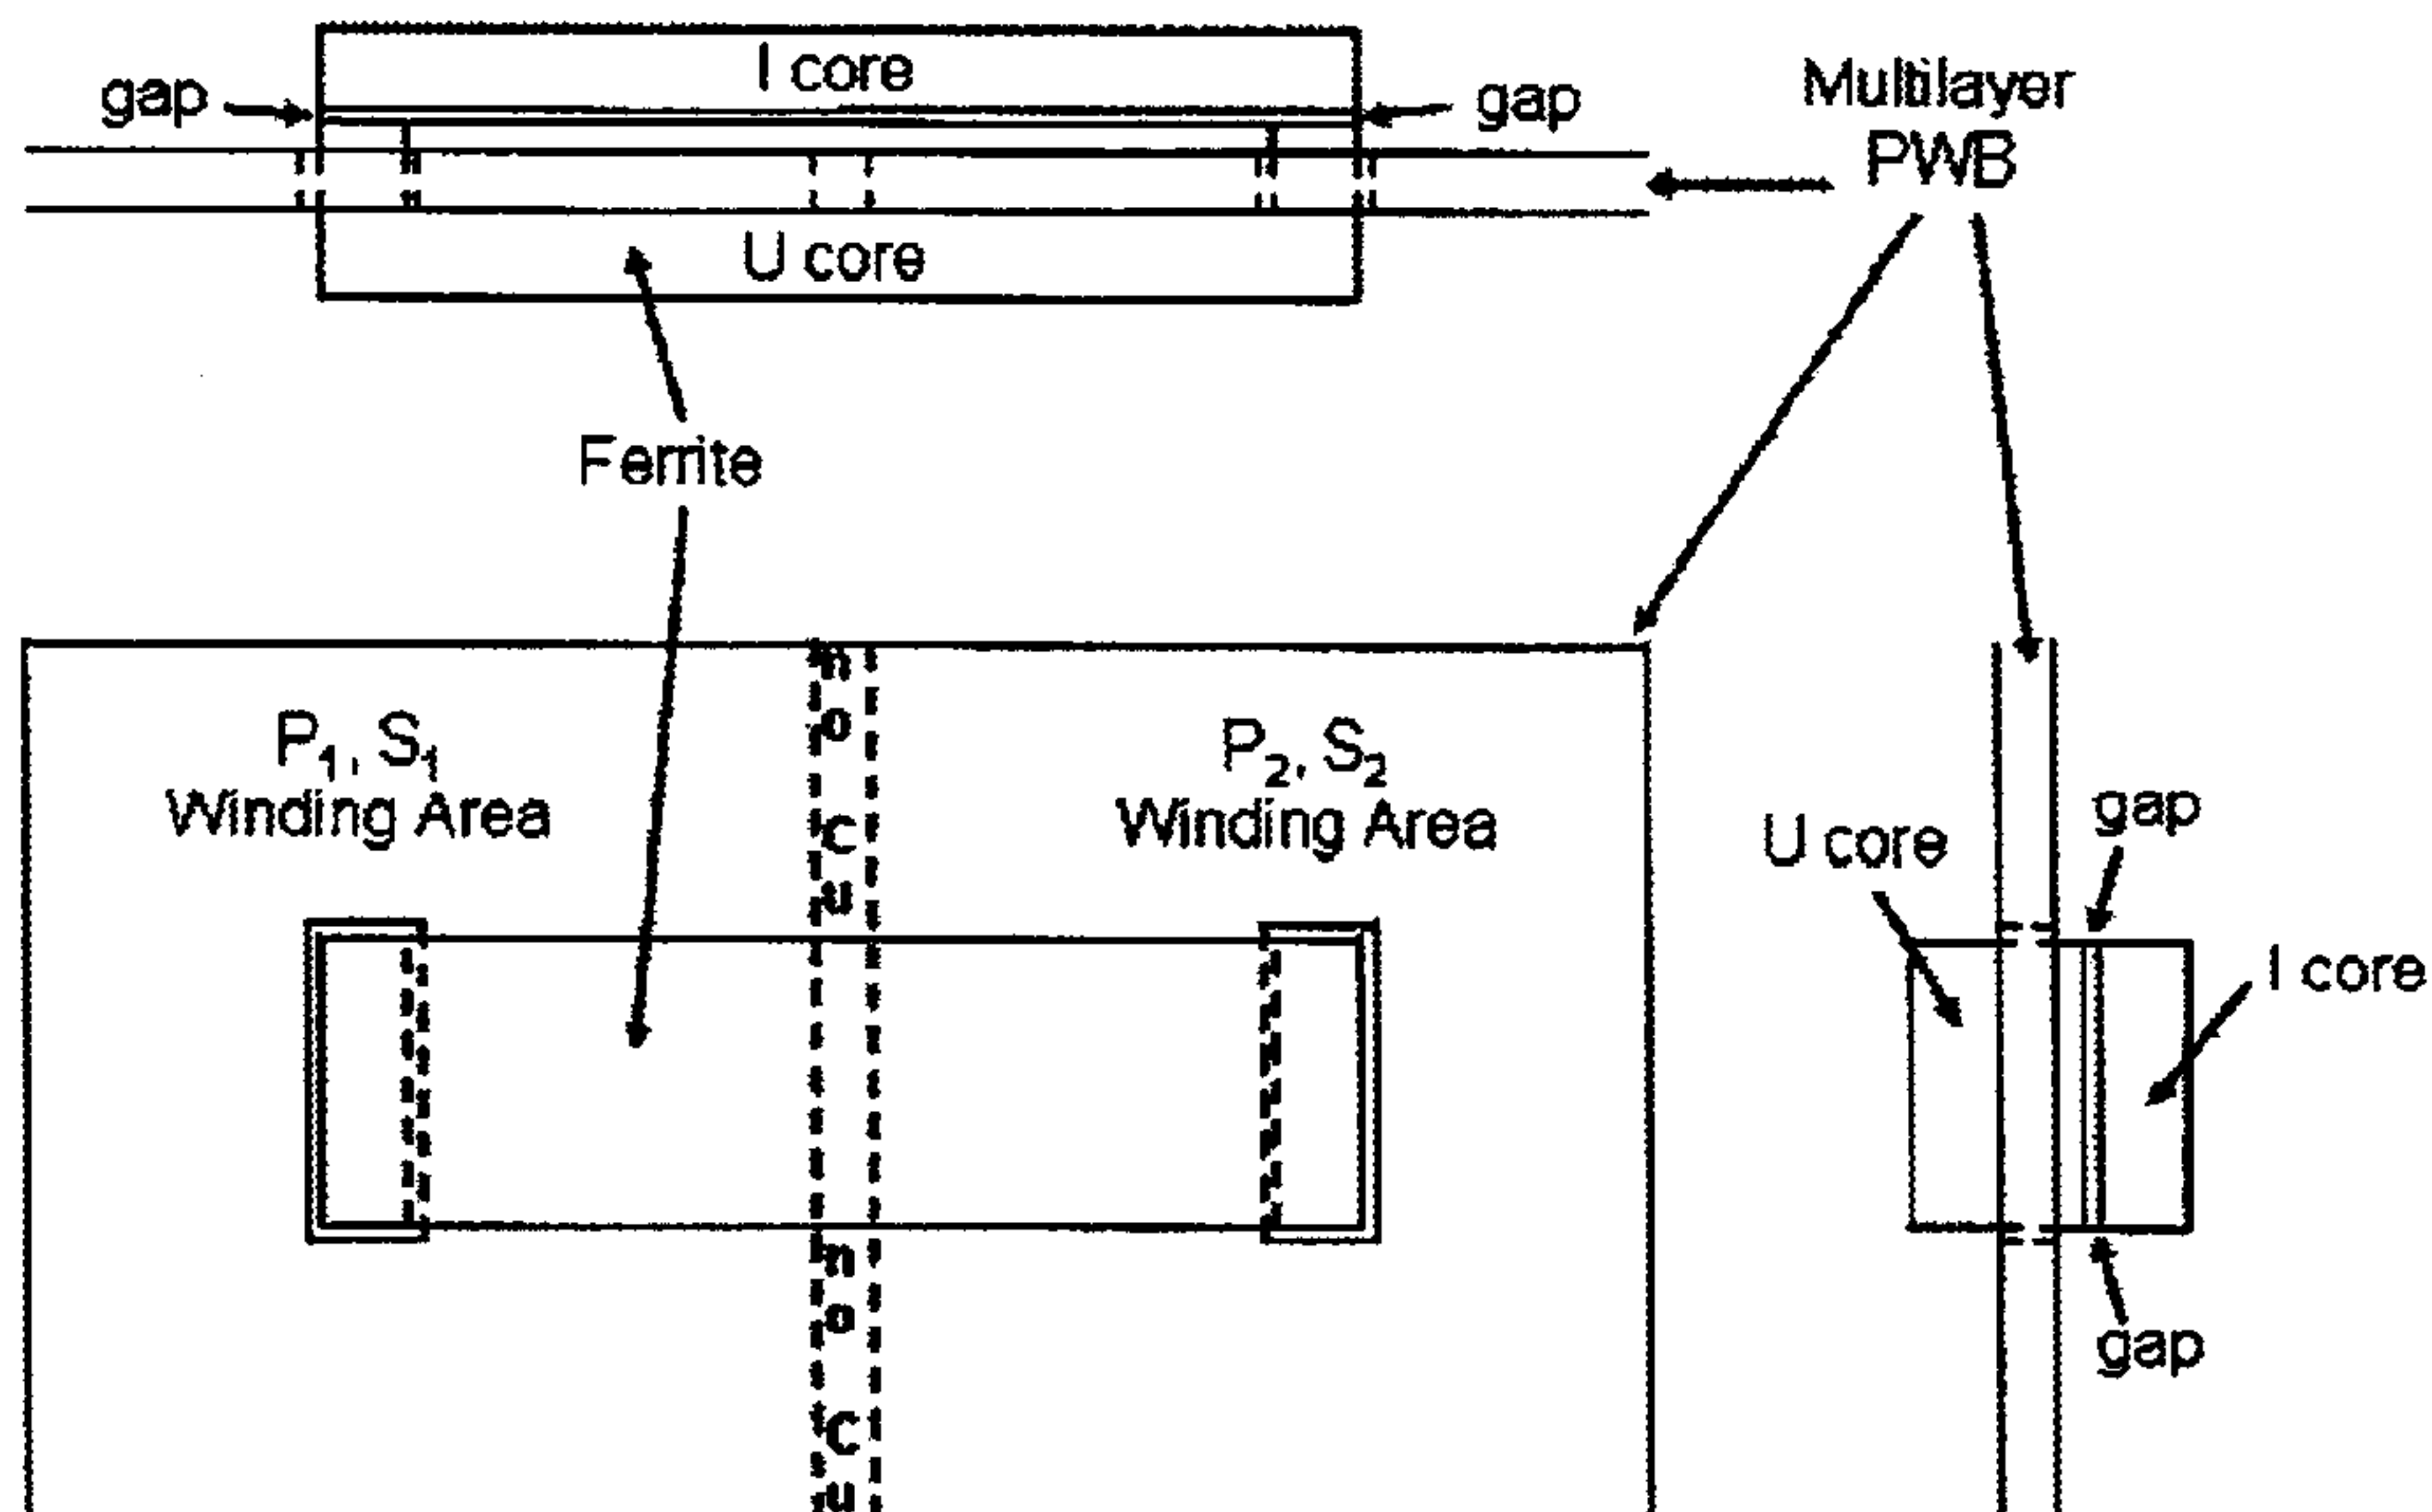 I core
gap
gap
Multilayer
PWB
U core
Ferrite
no Cu
P₁, S₁
Winding Area
P₂, S₂
Winding Area
U core
gap
I core
no Cu
gap